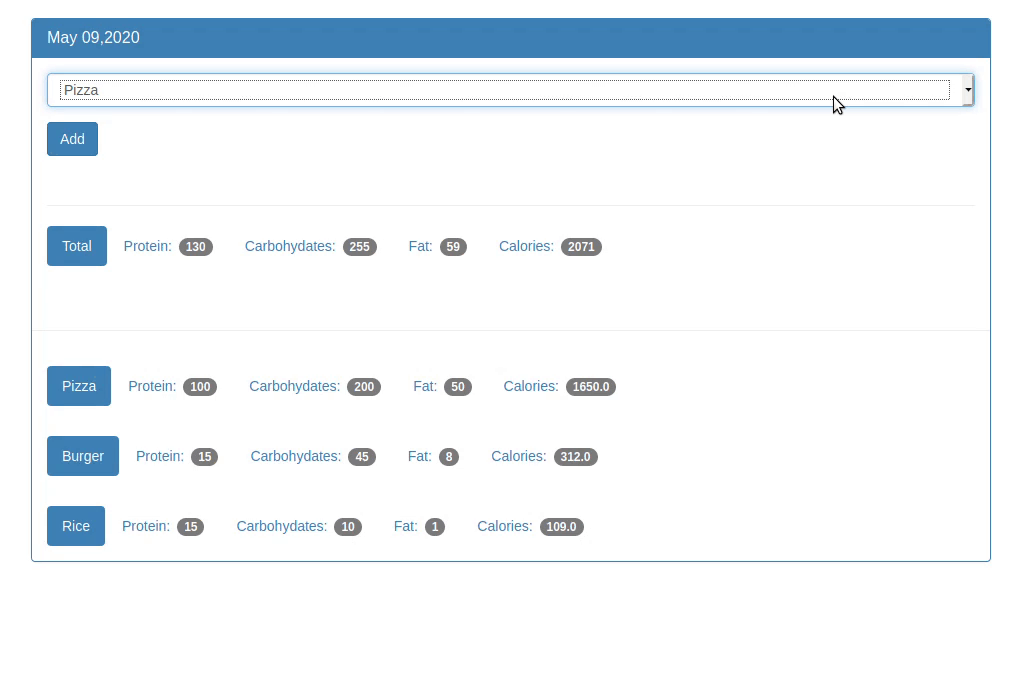 May 09,2020
Pizza
Add
Total Protein: 130 Carbohydates: 255 Fat: 59 Calories: 2071
Pizza Protein: 100 Carbohydates: 200 Fat: 50 Calories: 1650.0
Burger Protein: 15 Carbohydates: 45 Fat: 8 Calories: 312.0
Rice Protein: 15 Carbohydates: 10 Fat: 1 Calories: 109.0